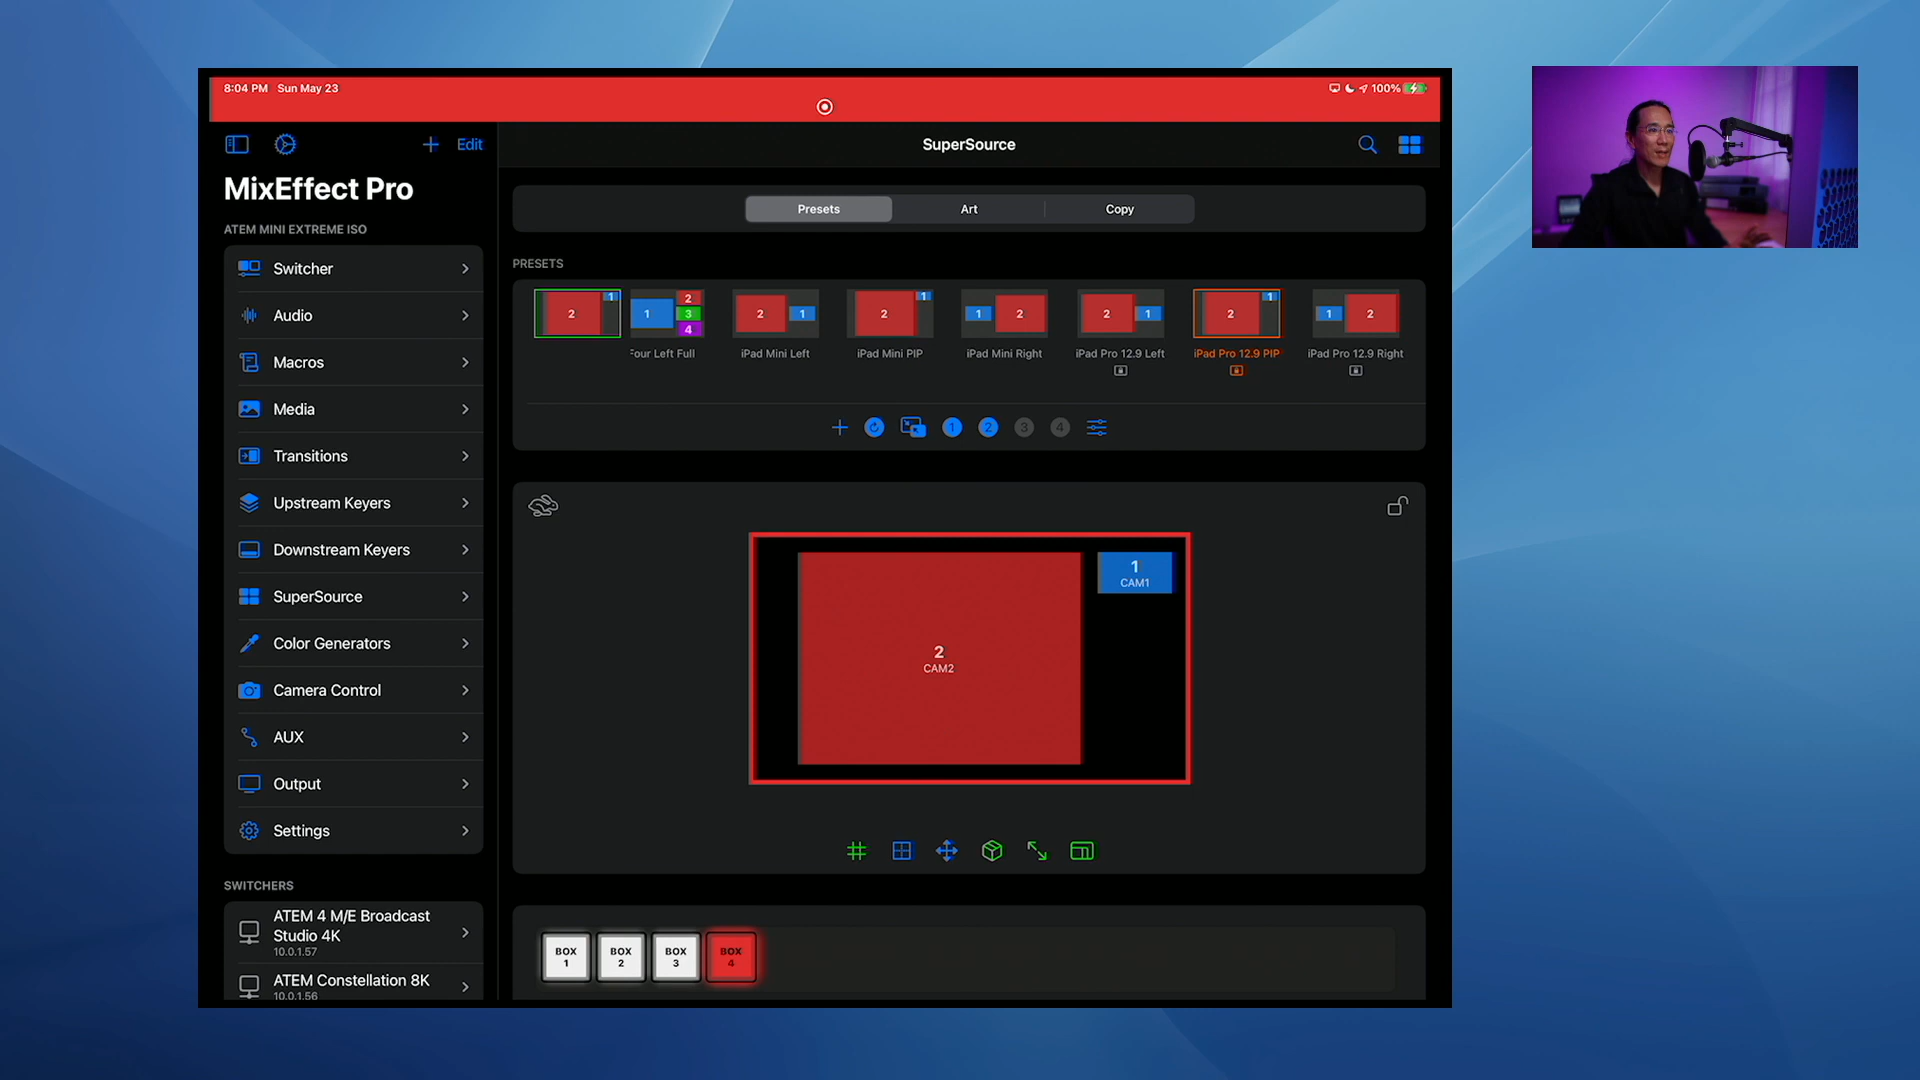 8:04 PM Sun May 23
100%
Edit
SuperSource
MixEffect Pro
ATEM MINI EXTREME ISO
Switcher
Audio
Macros
Media
Transitions
Upstream Keyers
Downstream Keyers
SuperSource
Color Generators
Camera Control
AUX
Output
Settings
SWITCHERS
ATEM 4 M/E Broadcast
Studio 4K
10.0.1.57
ATEM Constellation 8K
10.0.1.56
Presets Art Copy
PRESETS
2 1
1 2 3 4
2 1
2 1
1 2
2 1
2 1
1 2
Four Left Full
iPad Mini Left
iPad Mini PIP
iPad Mini Right
iPad Pro 12.9 Left
iPad Pro 12.9 PIP
iPad Pro 12.9 Right
1 2 3 4
1
CAM1
2
CAM2
BOX
1
BOX
2
BOX
3
BOX
4